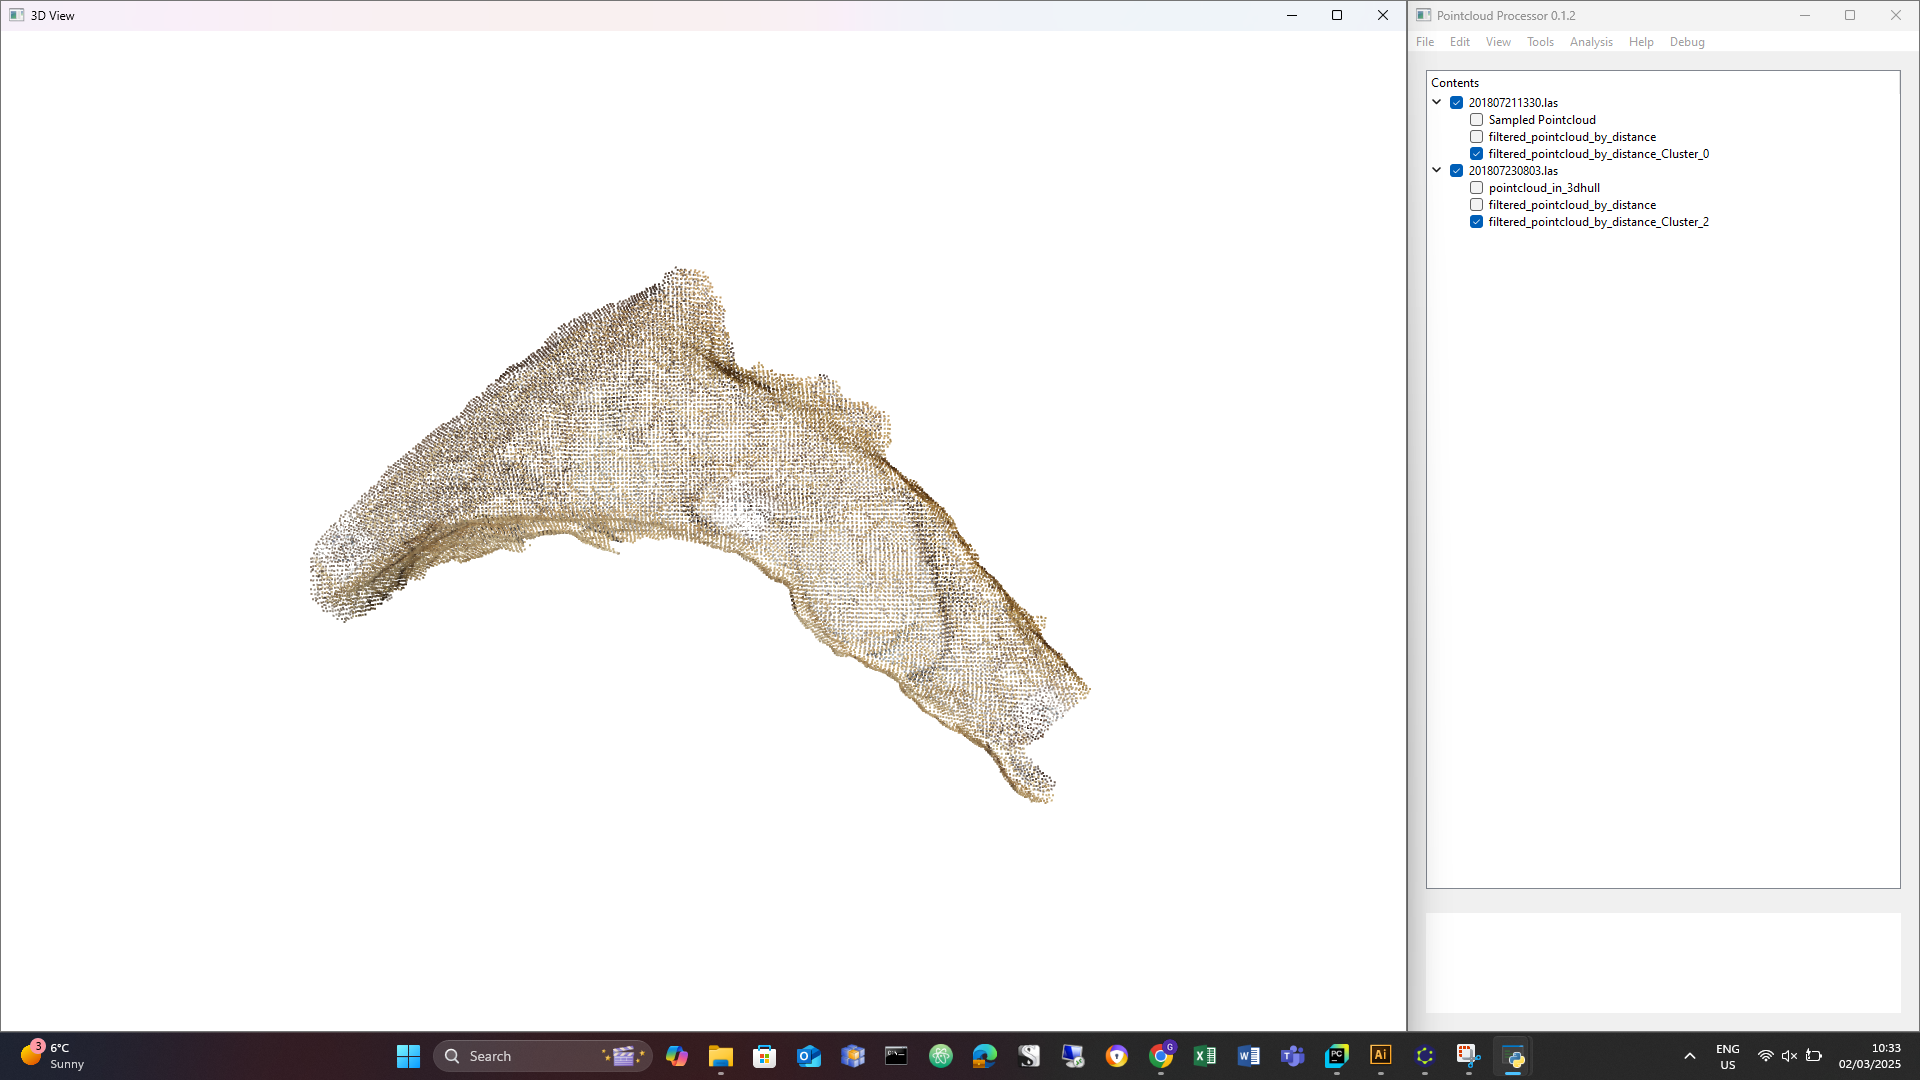 3D View
Pointcloud Processor 0.1.2
File Edit View Tools Analysis Help Debug
Contents
201807211330.las
Sampled Pointcloud
filtered_pointcloud_by_distance
filtered_pointcloud_by_distance_Cluster_0
201807230803.las
pointcloud_in_3dhull
filtered_pointcloud_by_distance
filtered_pointcloud_by_distance_Cluster_2
3
6°C
Sunny
Search
G
PC
Ai
ENG
US
10:33
02/03/2025